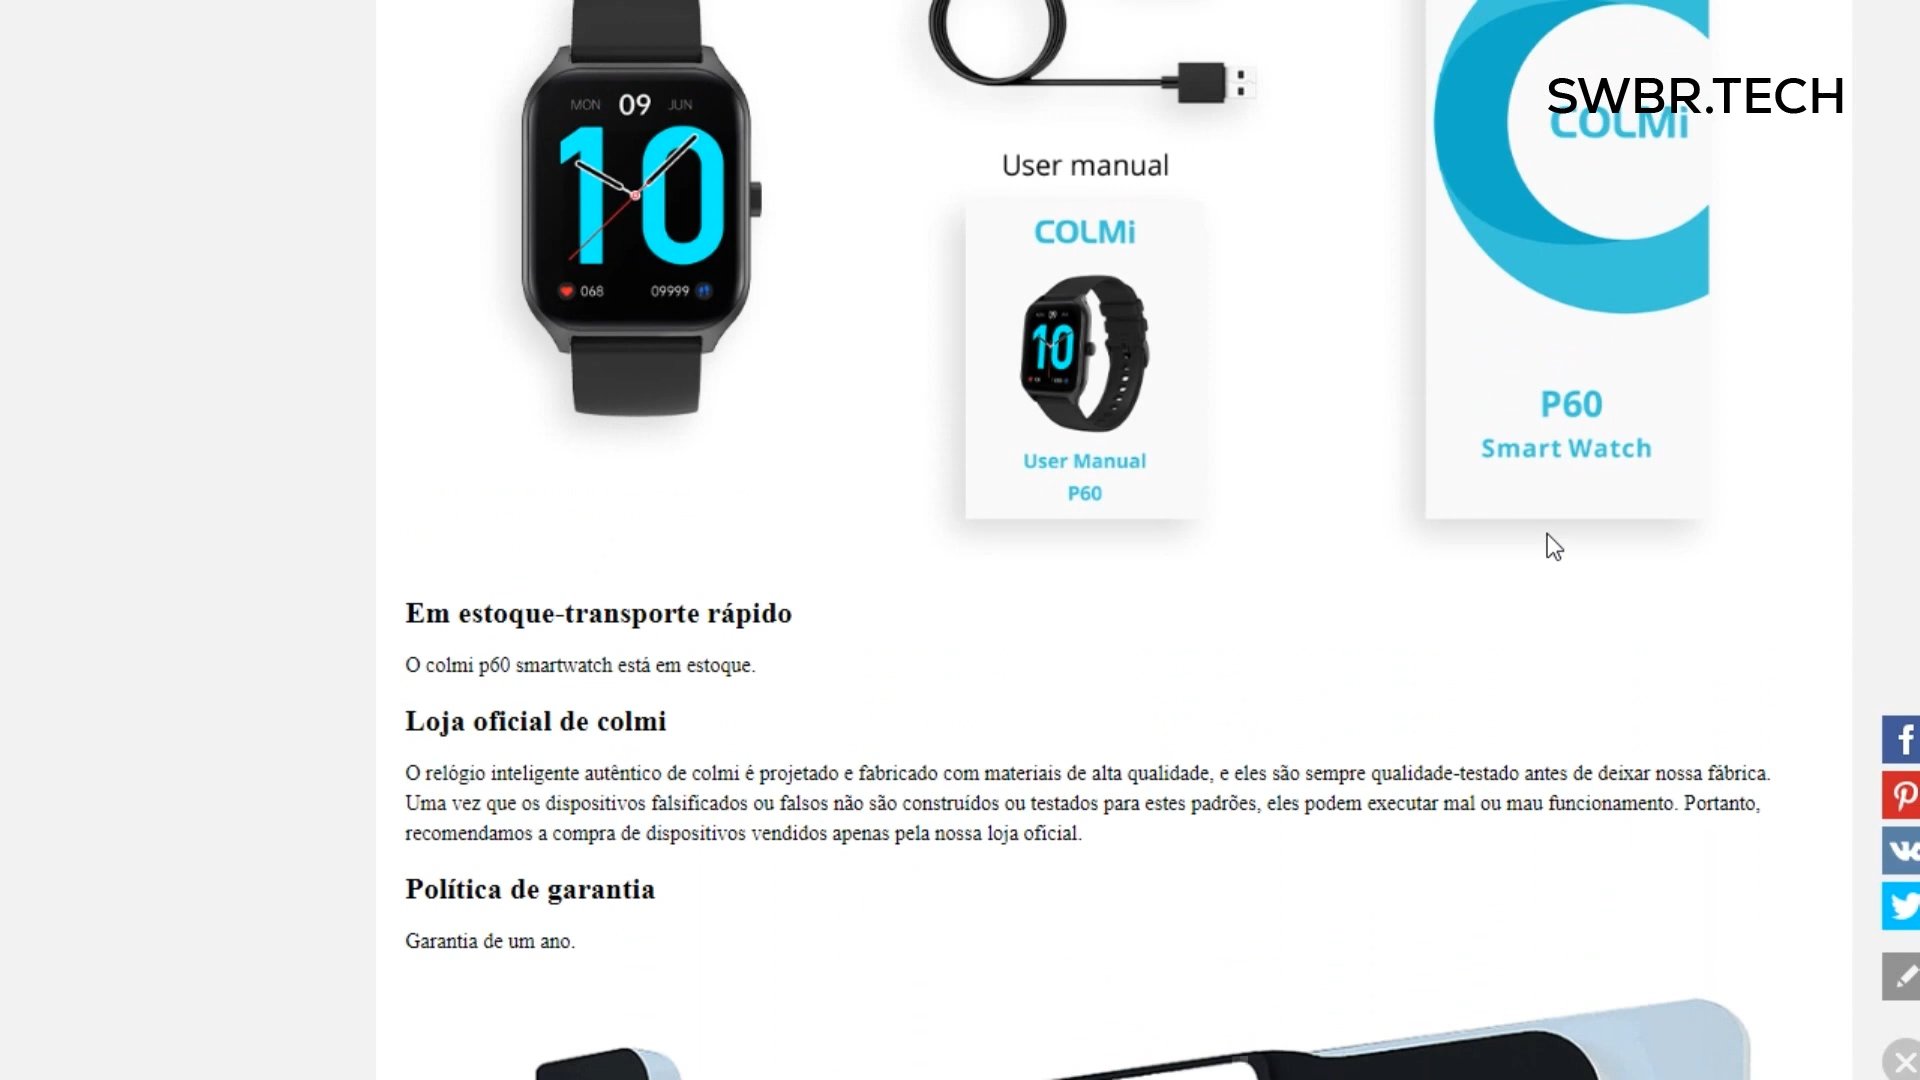 SWBR.TECH
COLMi
MON 09 JUN
10
068 09999
User manual
COLMi
10
User Manual
P60
P60
Smart Watch
Em estoque-transporte rápido
O colmi p60 smartwatch está em estoque.
Loja oficial de colmi
O relógio inteligente autêntico de colmi é projetado e fabricado com materiais de alta qualidade, e eles são sempre qualidade-testado antes de deixar nossa fábrica.
Uma vez que os dispositivos falsificados ou falsos não são construídos ou testados para estes padrões, eles podem executar mal ou mau funcionamento. Portanto,
recomendamos a compra de dispositivos vendidos apenas pela nossa loja oficial.
Política de garantia
Garantia de um ano.